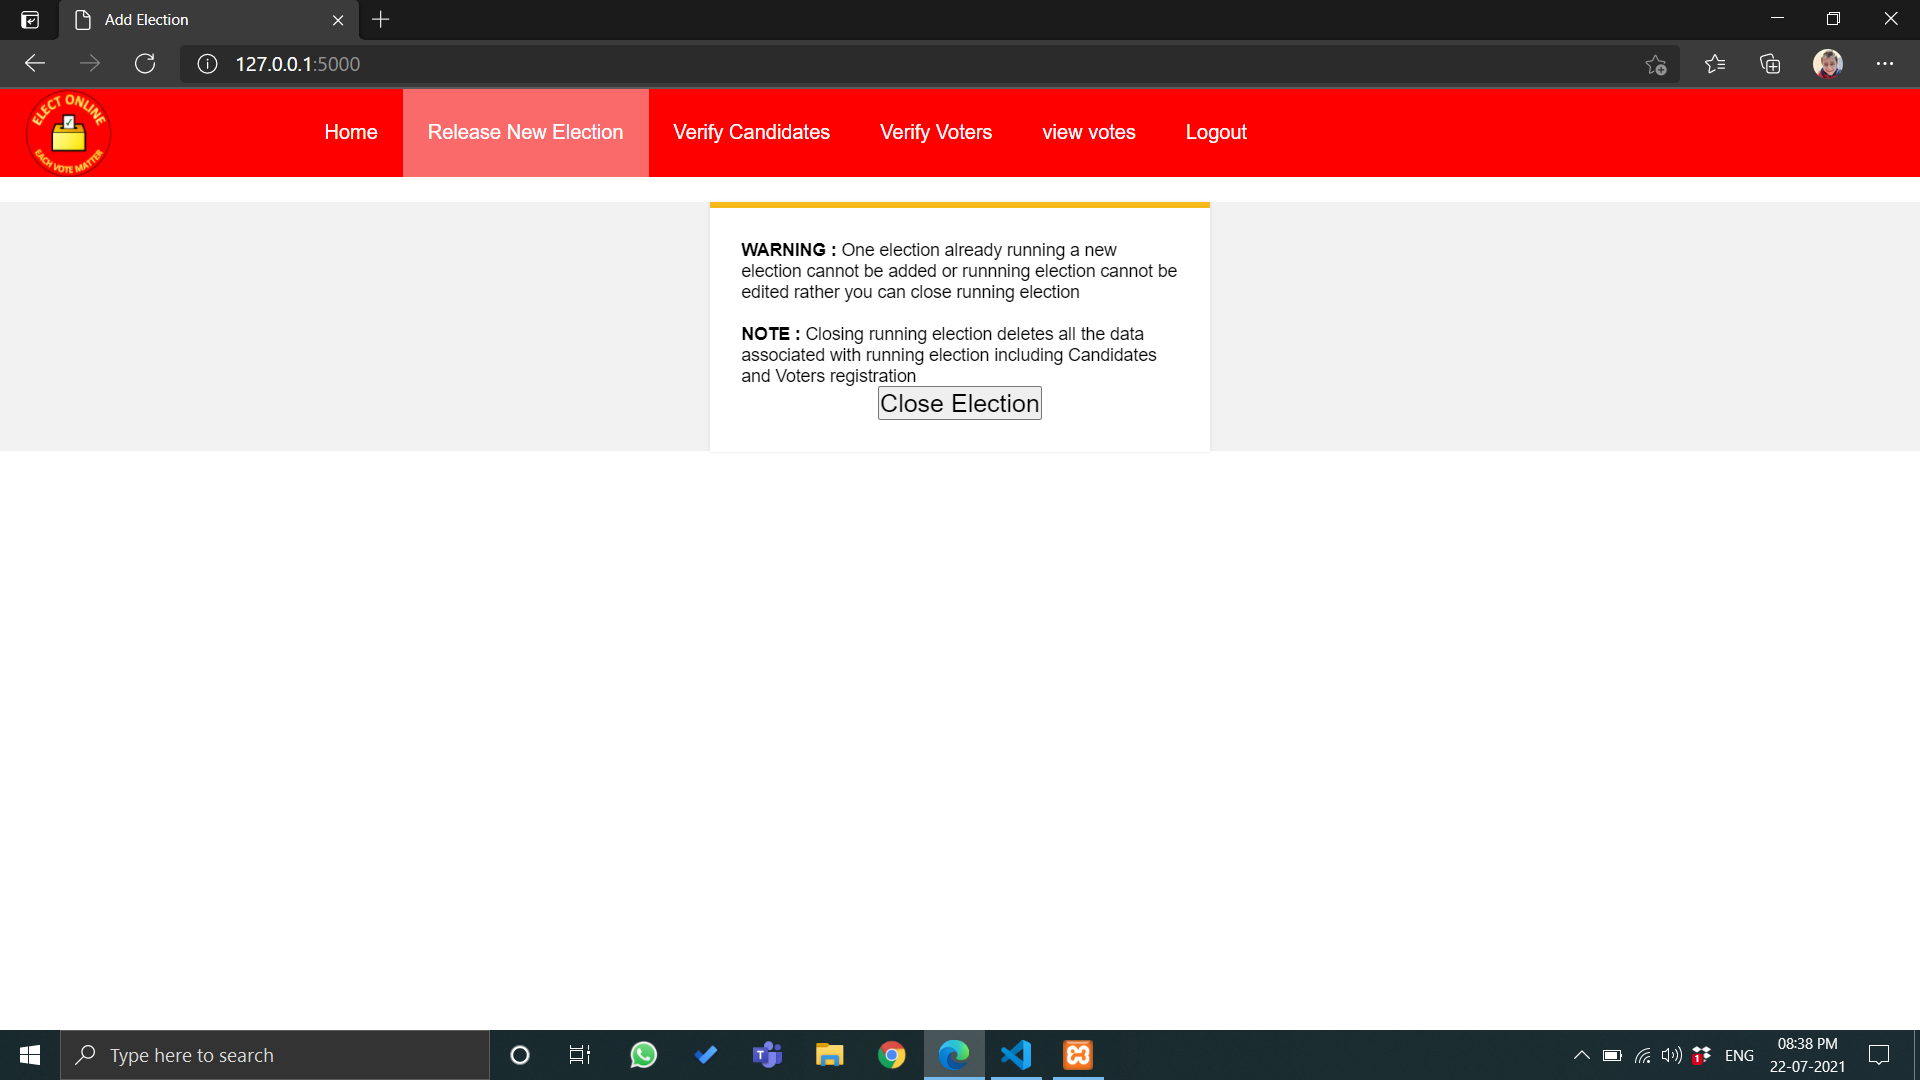 Add Election
127.0.0.1:5000
ELECT ONLINE
EACH VOTE MATTER
Home Release New Election Verify Candidates Verify Voters view votes Logout
WARNING : One election already running a new
election cannot be added or runnning election cannot be
edited rather you can close running election
NOTE : Closing running election deletes all the data
associated with running election including Candidates
and Voters registration
Close Election
Type here to search
T
1
ENG
08:38 PM
22-07-2021